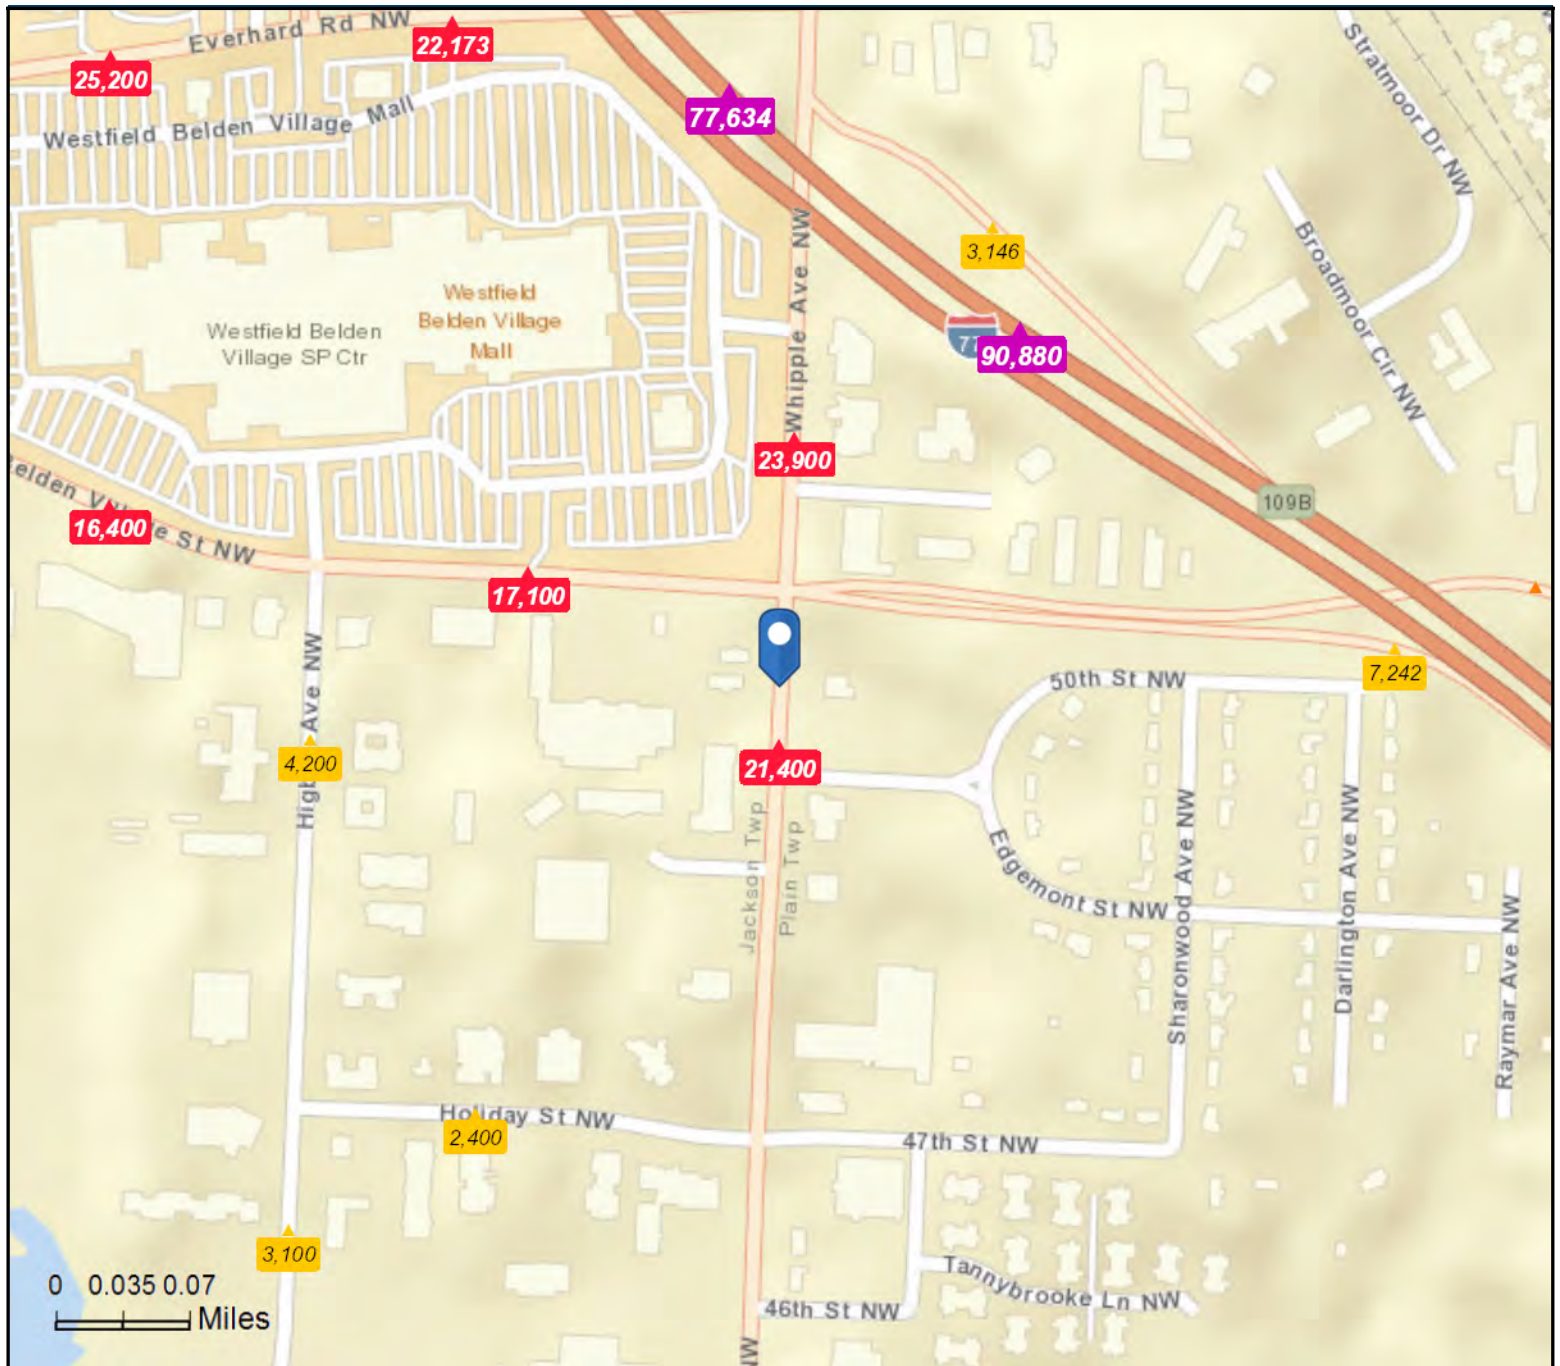 Everhard Rd NW
22,173
25,200
Westfield Belden Village Mall
77,634
Stratmoor Dr NW
3,146
Broadmoor Cir NW
Whipple Ave NW
Westfield
Belden Village
Mall
Westfield Belden
Village SP Ctr
90,880
23,900
109B
16,400
St NW
17,100
50th St NW
7,242
Ave NW
4,200
21,400
Jackson Twp
Plain Twp
Edgemont St NW
Sharonwood Ave NW
Darlington Ave NW
Raymar Ave NW
Holiday St NW
2,400
47th St NW
3,100
Tannybrooke Ln NW
46th St NW
NW
0 0.035 0.07
Miles